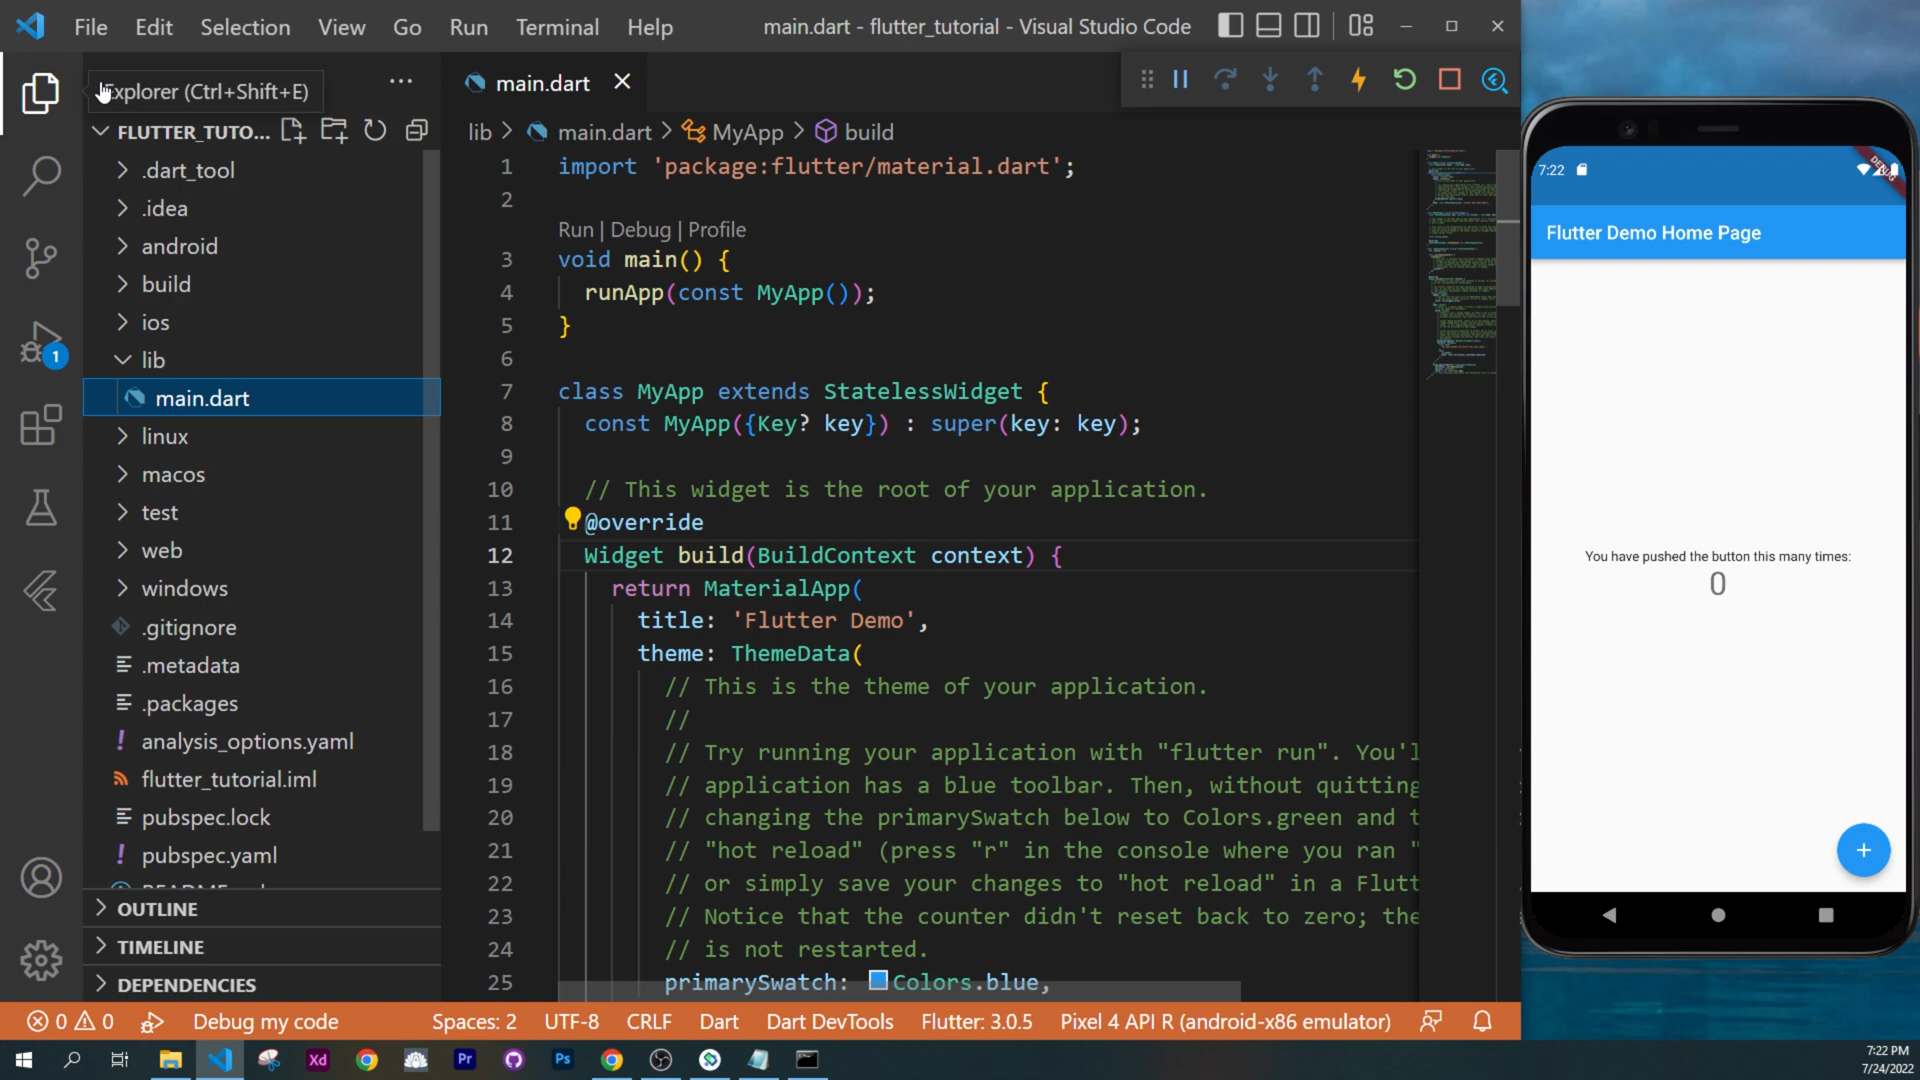 File Edit Selection View Go Run Terminal Help
main.dart - flutter_tutorial - Visual Studio Code
Explorer (Ctrl+Shift+E)
FLUTTER_TUTO...
.dart_tool
.idea
android
build
ios
lib
main.dart
linux
macos
test
web
windows
.gitignore
.metadata
.packages
analysis_options.yaml
flutter_tutorial.iml
pubspec.lock
pubspec.yaml
OUTLINE
TIMELINE
DEPENDENCIES
1
main.dart
lib > main.dart > MyApp > build
1 import 'package:flutter/material.dart';
2
Run | Debug | Profile
3 void main() {
4 runApp(const MyApp());
5 }
6
7 class MyApp extends StatelessWidget {
8 const MyApp({Key? key}) : super(key: key);
9
10 // This widget is the root of your application.
11 @override
12 Widget build(BuildContext context) {
13 return MaterialApp(
14 title: 'Flutter Demo',
15 theme: ThemeData(
16 // This is the theme of your application.
17 //
18 // Try running your application with "flutter run". You'l
19 // application has a blue toolbar. Then, without quitting
20 // changing the primarySwatch below to Colors.green and t
21 // "hot reload" (press "r" in the console where you ran "
22 // or simply save your changes to "hot reload" in a Flutt
23 // Notice that the counter didn't reset back to zero; the
24 // is not restarted.
25 primarySwatch: Colors.blue,
7:22
DEBUG
Flutter Demo Home Page
You have pushed the button this many times:
0
+
0 0 Debug my code Spaces: 2 UTF-8 CRLF Dart Dart DevTools Flutter: 3.0.5 Pixel 4 API R (android-x86 emulator)
Xd Pr Ps
7:22 PM
7/24/2022